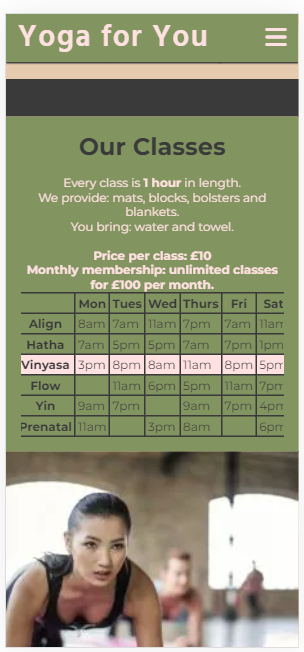 Yoga for You
Our Classes
Every class is 1 hour in length.
We provide: mats, blocks, bolsters and
blankets.
You bring: water and towel.
Price per class: £10
Monthly membership: unlimited classes
for £100 per month.
Mon Tues Wed Thurs Fri Sat
Align 8am 7am 11am 7pm 7am 11am
Hatha 7am 5pm 5pm 7am 7pm 1pm
Vinyasa 3pm 8pm 8am 11am 8pm 5pm
Flow 11am 6pm 5pm 11am 7pm
Yin 9am 7pm 9am 7pm 4pm
Prenatal 11am 3pm 8am 6pm